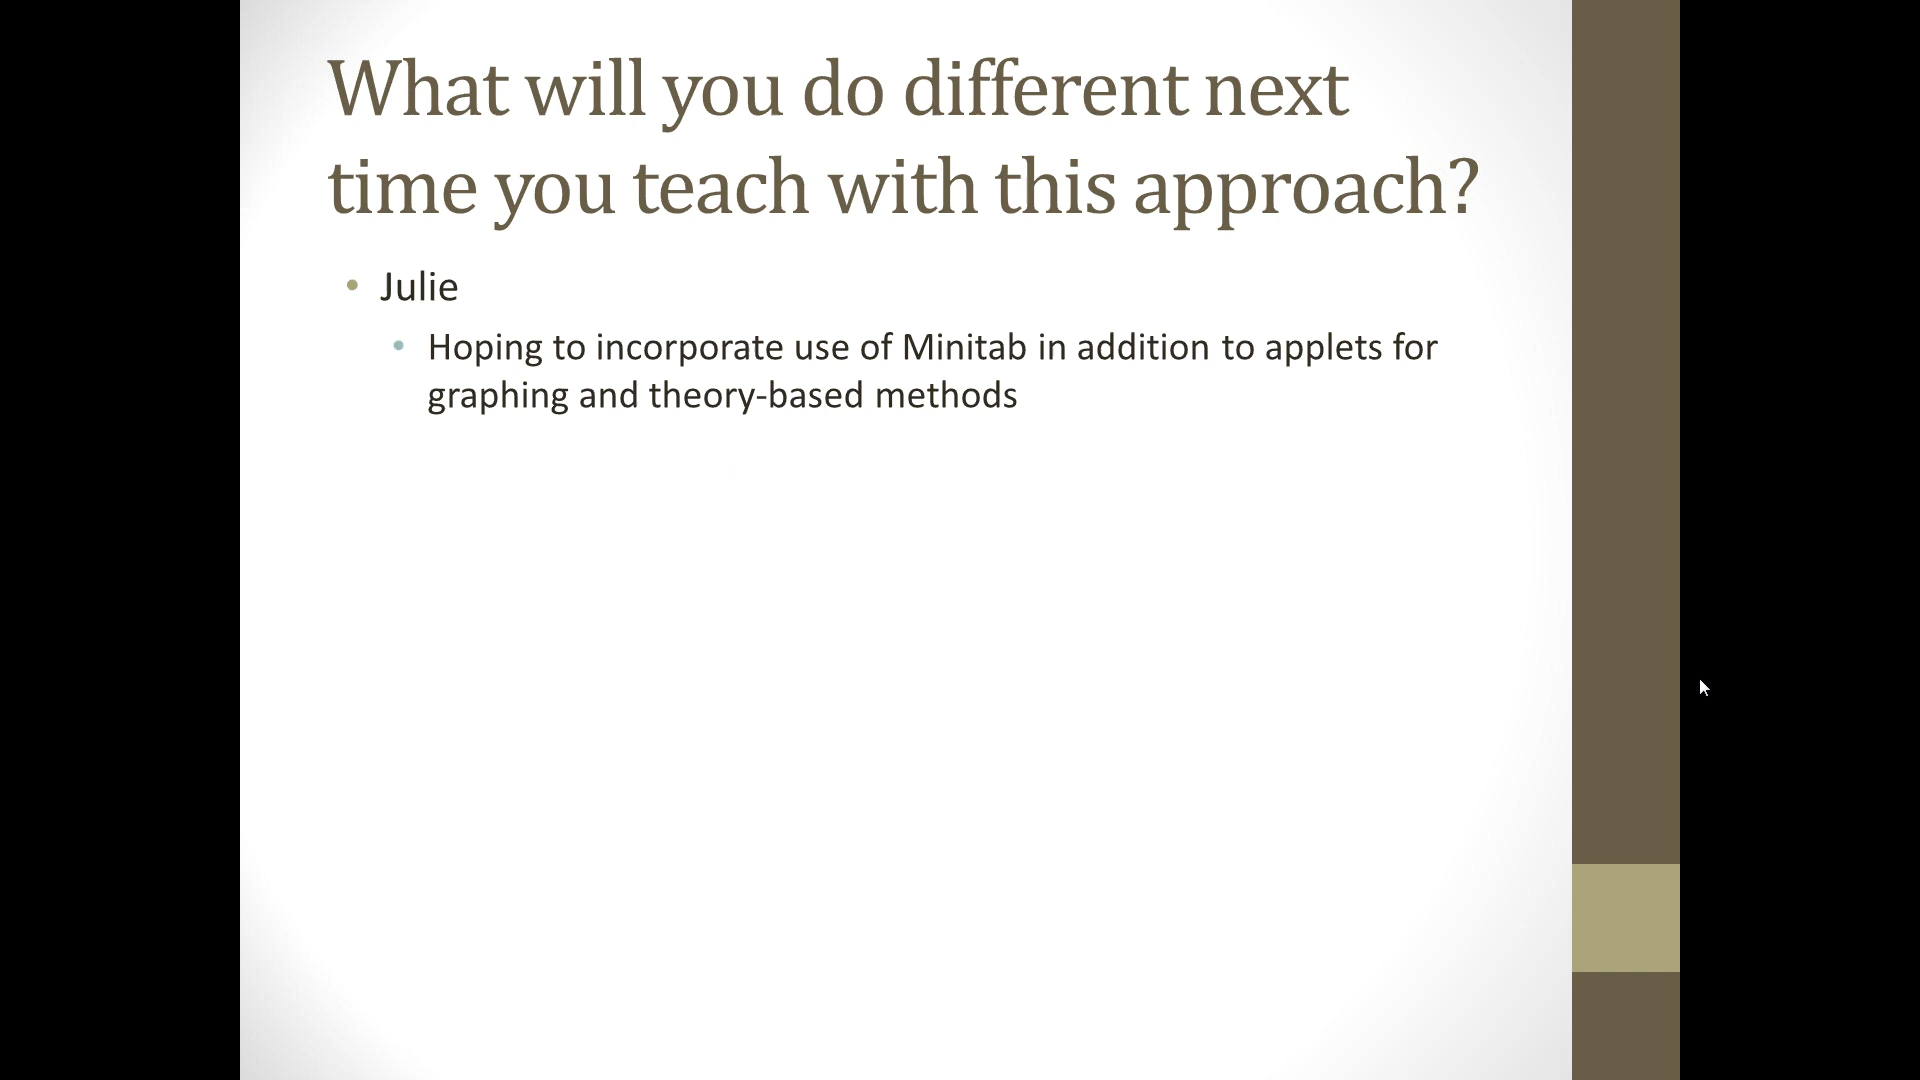 What will you do different next
time you teach with this approach?
• Julie
• Hoping to incorporate use of Minitab in addition to applets for
graphing and theory-based methods